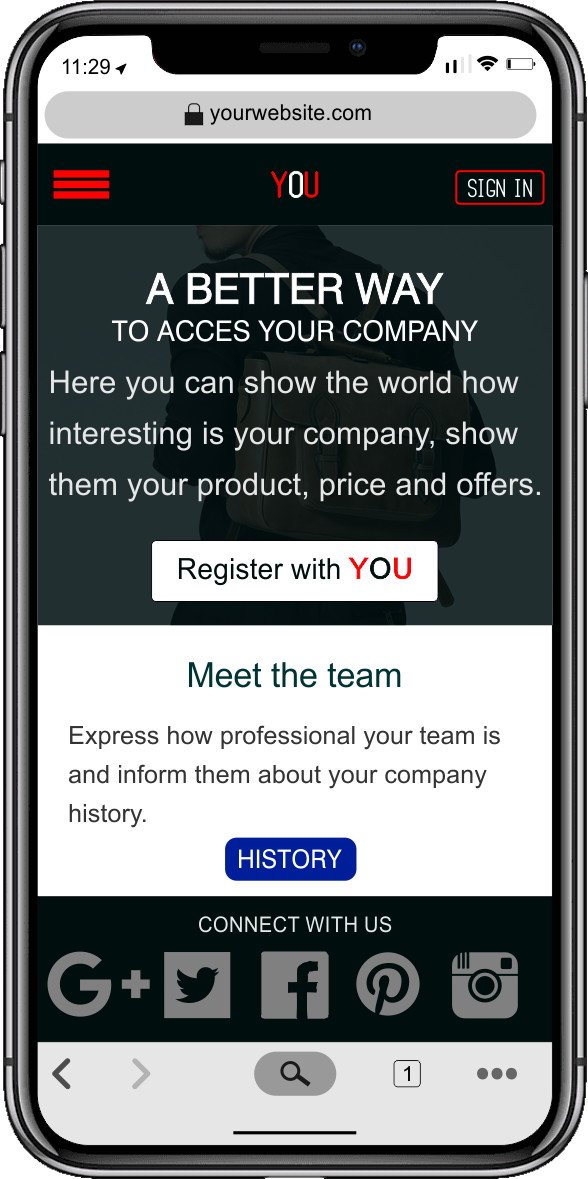 11:29
yourwebsite.com
YOU
SIGN IN
A BETTER WAY
TO ACCES YOUR COMPANY
Here you can show the world how
interesting is your company, show
them your product, price and offers.
Register with YOU
Meet the team
Express how professional your team is
and inform them about your company
history.
HISTORY
CONNECT WITH US
1